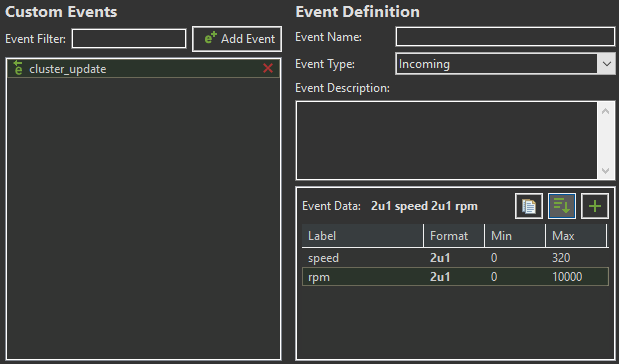 Custom Events
Event Filter:
Add Event
cluster_update
Event Definition
Event Name:
Event Type: Incoming
Event Description:
Event Data: 2u1 speed 2u1 rpm
Label Format Min Max
speed 2u1 0 320
rpm 2u1 0 10000